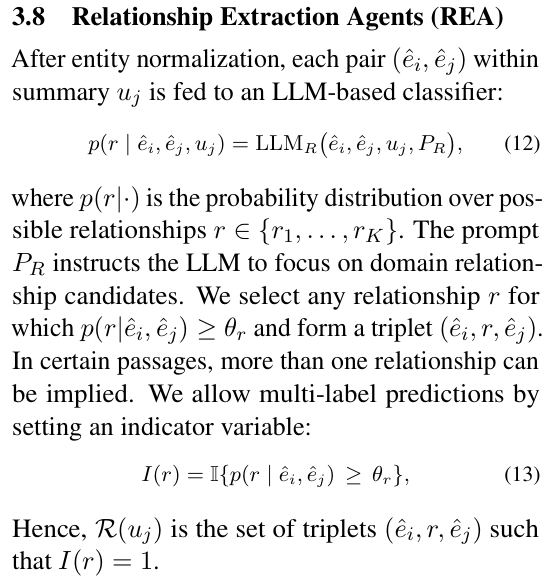 3.8 Relationship Extraction Agents (REA)
After entity normalization, each pair (ê_i, ê_j) within
summary u_j is fed to an LLM-based classifier:
p(r | ê_i, ê_j, u_j) = LLM_R(ê_i, ê_j, u_j, P_R), (12)
where p(r|·) is the probability distribution over pos-
sible relationships r ∈ {r_1, . . . , r_K}. The prompt
P_R instructs the LLM to focus on domain relation-
ship candidates. We select any relationship r for
which p(r|ê_i, ê_j) ≥ θ_r and form a triplet (ê_i, r, ê_j).
In certain passages, more than one relationship can
be implied. We allow multi-label predictions by
setting an indicator variable:
I(r) = 𝕀{p(r | ê_i, ê_j) ≥ θ_r}, (13)
Hence, ℛ(u_j) is the set of triplets (ê_i, r, ê_j) such
that I(r) = 1.